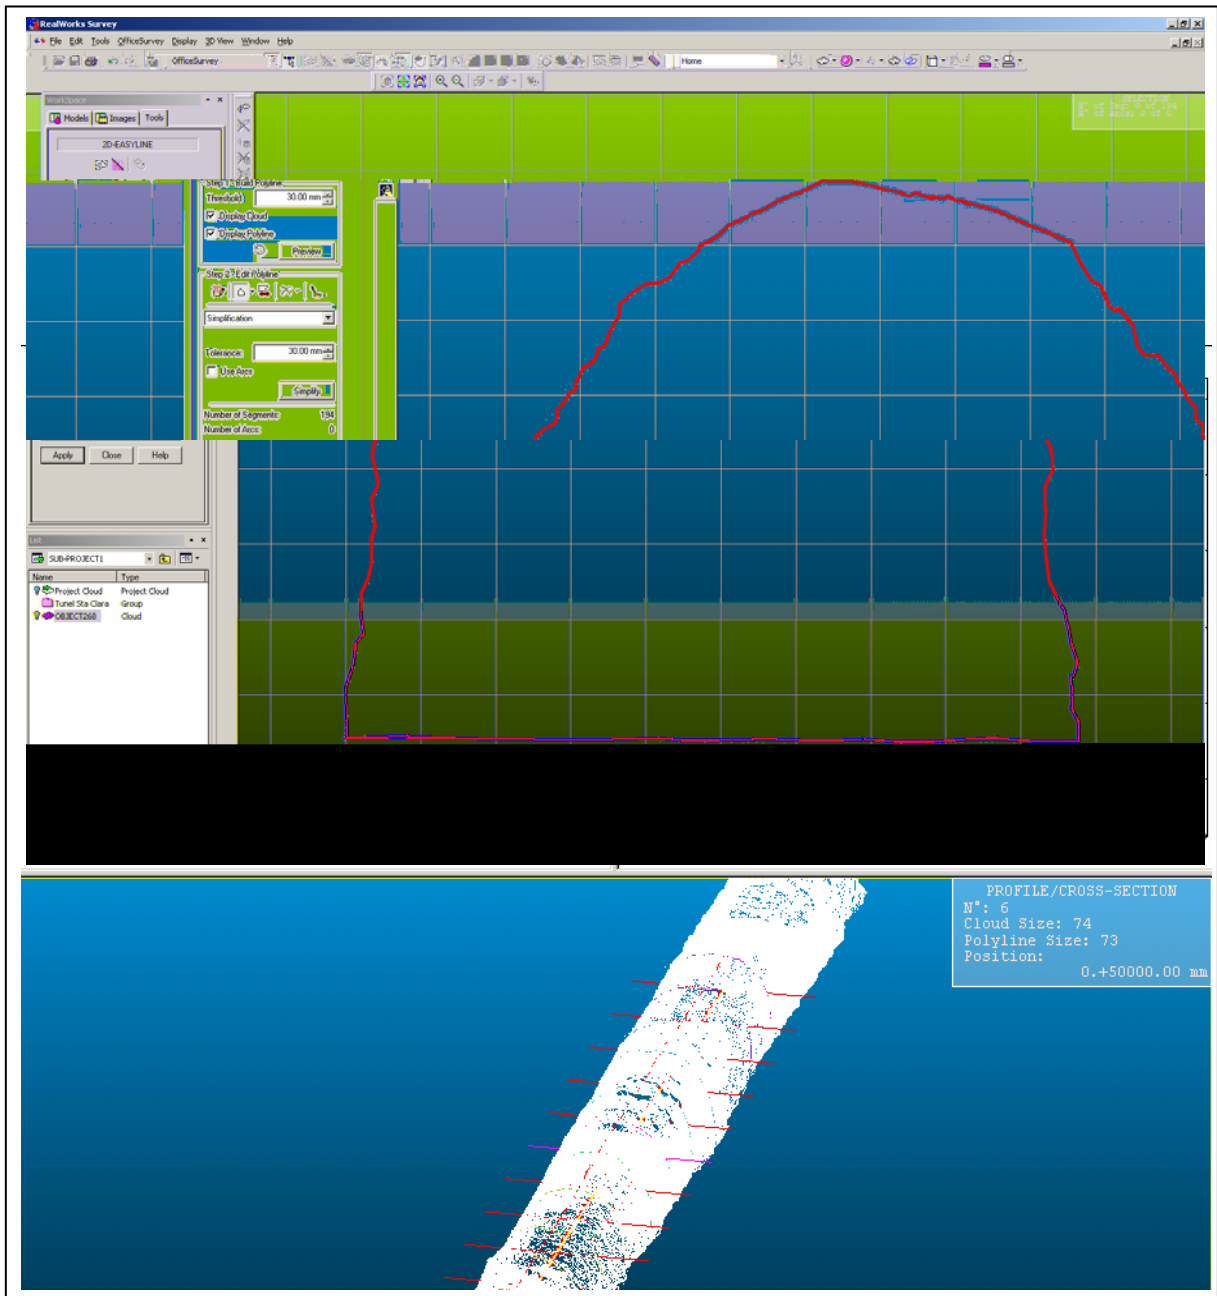 RealWorks Survey
File Edit Tools OfficeSurvey Display 3D View Window Help
OfficeSurvey
Home
WorkSpace
Models Images Tools
2D-EASYLINE
SELECTION
Step 1: Build Polyline
Threshold: 30.00 mm
Display Cloud
Display Polyline
Preview
Step 2: Edit Polyline
Simplification
Tolerance: 30.00 mm
Use Arcs
Simplify
Number of Segments: 194
Number of Arcs: 0
Apply Close Help
List
SUB-PROJECT1
Name Type
Project Cloud Project Cloud
Tunel Sta Clara Group
OBJECT268 Cloud
PROFILE/CROSS-SECTION
N°: 6
Cloud Size: 74
Polyline Size: 73
Position:
0.+50000.00 mm